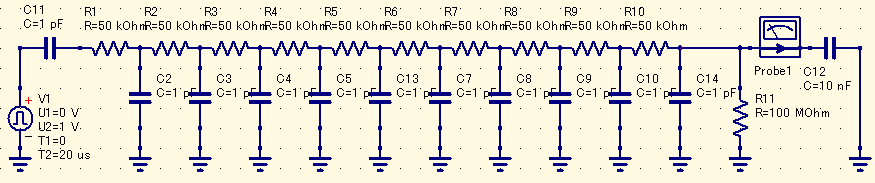 C11
C=1 pF
R1
R=50 kOhm
R2
R=50 kOhm
R3
R=50 kOhm
R4
R=50 kOhm
R5
R=50 kOhm
R6
R=50 kOhm
R7
R=50 kOhm
R8
R=50 kOhm
R9
R=50 kOhm
R10
R=50 kOhm
Probe1
C12
C=10 nF
C2
C=1 pF
C3
C=1 pF
C4
C=1 pF
C5
C=1 pF
C13
C=1 pF
C7
C=1 pF
C8
C=1 pF
C9
C=1 pF
C10
C=1 pF
C14
C=1 pF
R11
R=100 MOhm
V1
U1=0 V
U2=1 V
T1=0
T2=20 us